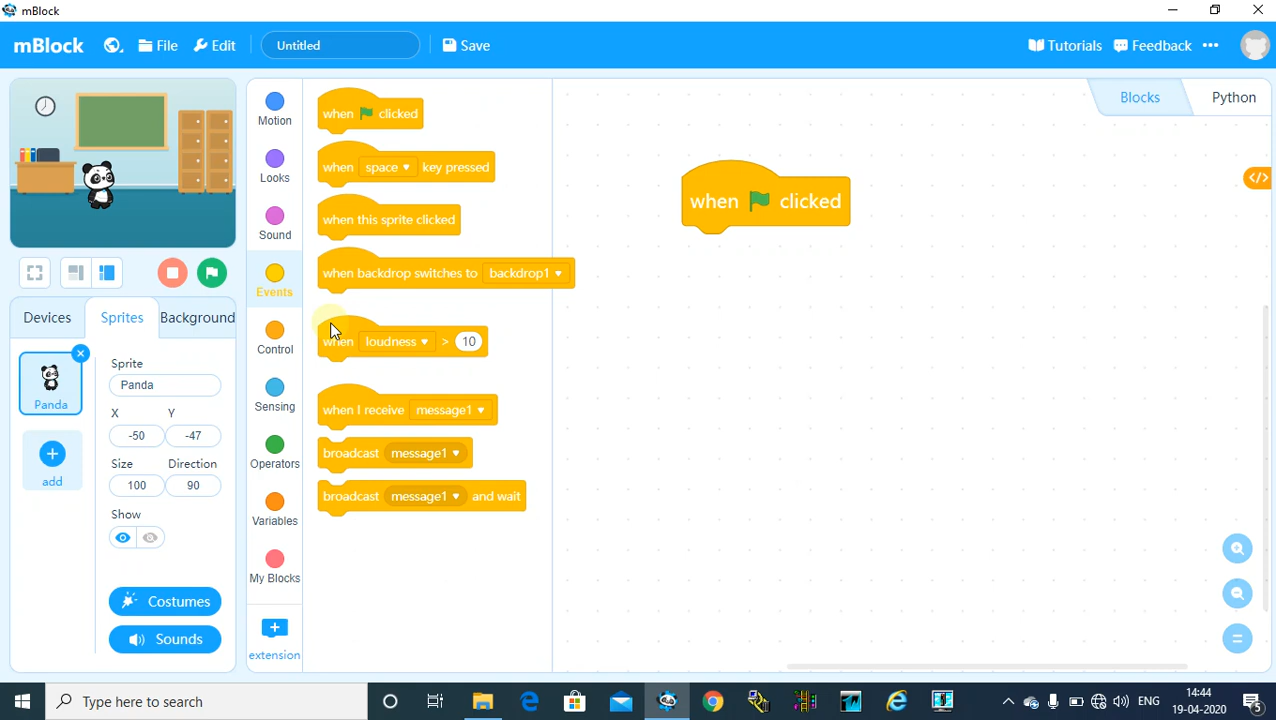 mBlock
mBlock
File
Edit
Untitled
Save
Tutorials
Feedback
Motion
Looks
Sound
Events
Control
Sensing
Operators
Variables
My Blocks
extension
when clicked
when space key pressed
when this sprite clicked
when backdrop switches to backdrop1
when loudness > 10
when I receive message1
broadcast message1
broadcast message1 and wait
when clicked
Blocks
Python
</>
Devices
Sprites
Background
Panda
add
Sprite
Panda
X Y
-50 -47
Size Direction
100 90
Show
Costumes
Sounds
Type here to search
ENG
14:44
19-04-2020
5